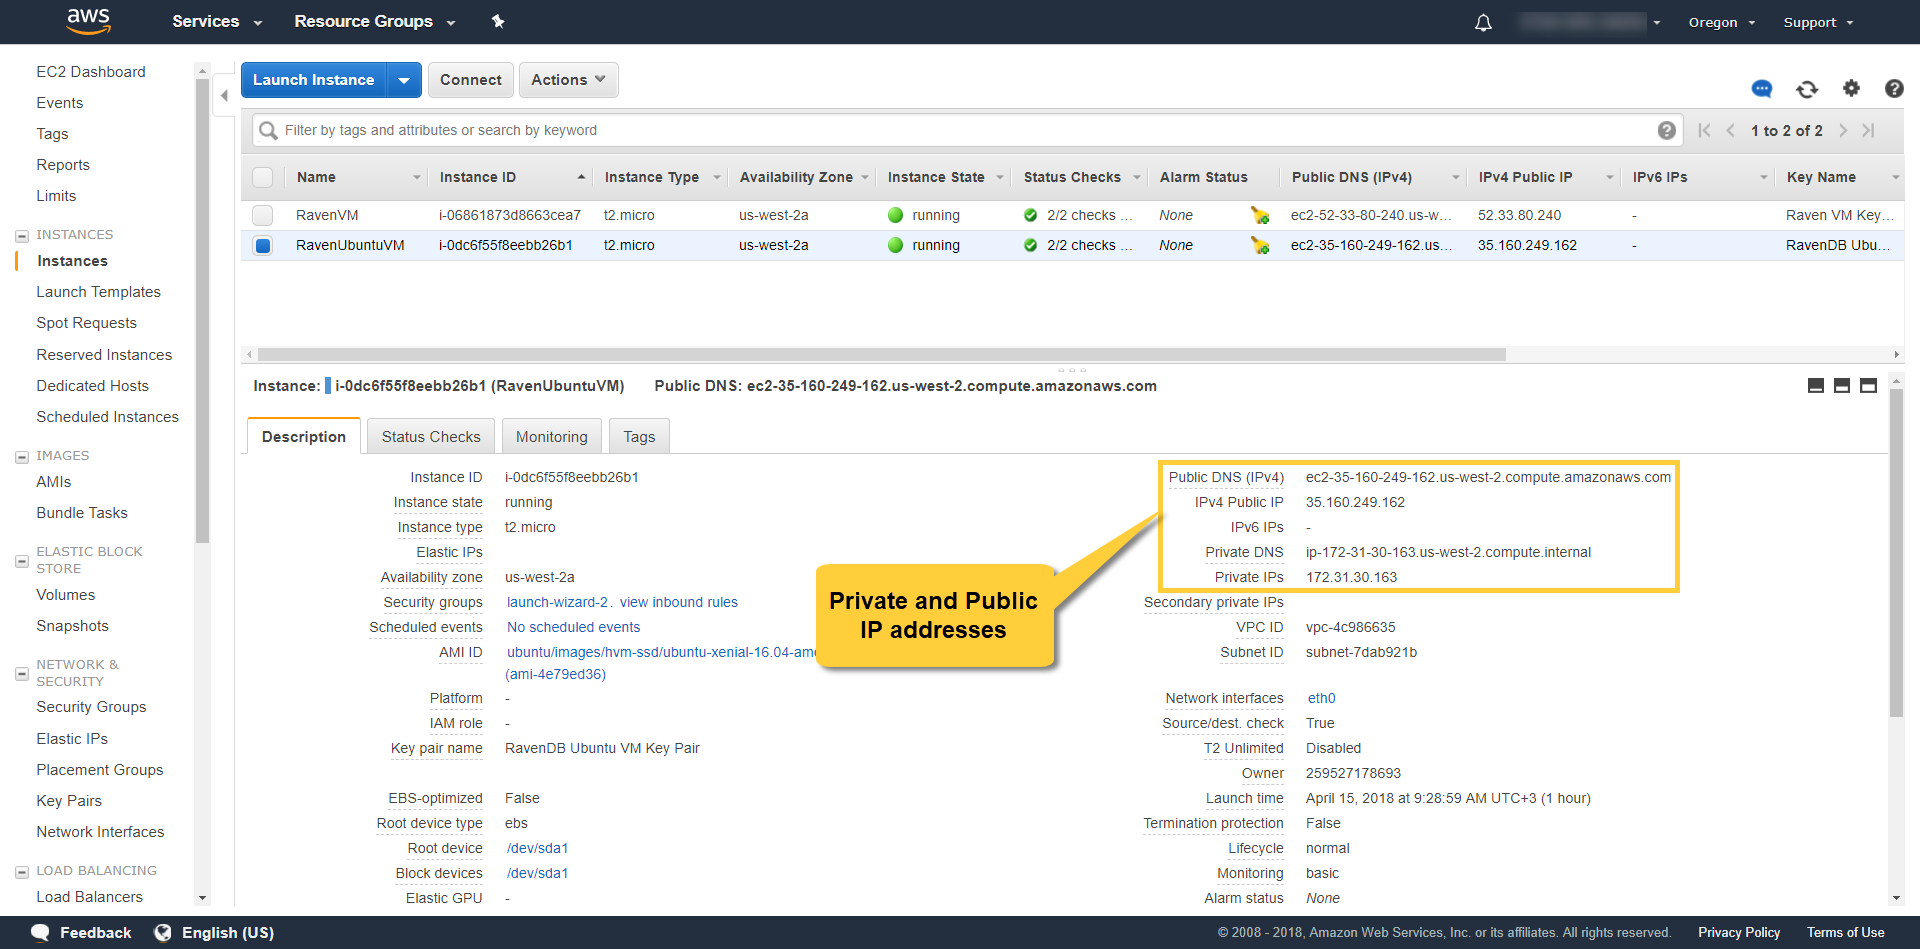 aws Services Resource Groups Oregon Support
EC2 Dashboard
Events
Tags
Reports
Limits
INSTANCES
Instances
Launch Templates
Spot Requests
Reserved Instances
Dedicated Hosts
Scheduled Instances
IMAGES
AMIs
Bundle Tasks
ELASTIC BLOCK
STORE
Volumes
Snapshots
NETWORK &
SECURITY
Security Groups
Elastic IPs
Placement Groups
Key Pairs
Network Interfaces
LOAD BALANCING
Load Balancers
Launch Instance Connect Actions
Filter by tags and attributes or search by keyword 1 to 2 of 2
Name Instance ID Instance Type Availability Zone Instance State Status Checks Alarm Status Public DNS (IPv4) IPv4 Public IP IPv6 IPs Key Name
RavenVM i-06861873d8663cea7 t2.micro us-west-2a running 2/2 checks ... None ec2-52-33-80-240.us-w... 52.33.80.240 - Raven VM Key...
RavenUbuntuVM i-0dc6f55f8eebb26b1 t2.micro us-west-2a running 2/2 checks ... None ec2-35-160-249-162.us... 35.160.249.162 - RavenDB Ubu...
Instance: i-0dc6f55f8eebb26b1 (RavenUbuntuVM) Public DNS: ec2-35-160-249-162.us-west-2.compute.amazonaws.com
Description Status Checks Monitoring Tags
Instance ID i-0dc6f55f8eebb26b1
Instance state running
Instance type t2.micro
Elastic IPs
Availability zone us-west-2a
Security groups launch-wizard-2. view inbound rules
Scheduled events No scheduled events
AMI ID ubuntu/images/hvm-ssd/ubuntu-xenial-16.04-am
(ami-4e79ed36)
Platform -
IAM role -
Key pair name RavenDB Ubuntu VM Key Pair
EBS-optimized False
Root device type ebs
Root device /dev/sda1
Block devices /dev/sda1
Elastic GPU -
Private and Public
IP addresses
Public DNS (IPv4) ec2-35-160-249-162.us-west-2.compute.amazonaws.com
IPv4 Public IP 35.160.249.162
IPv6 IPs -
Private DNS ip-172-31-30-163.us-west-2.compute.internal
Private IPs 172.31.30.163
Secondary private IPs
VPC ID vpc-4c986635
Subnet ID subnet-7dab921b
Network interfaces eth0
Source/dest. check True
T2 Unlimited Disabled
Owner 259527178693
Launch time April 15, 2018 at 9:28:59 AM UTC+3 (1 hour)
Termination protection False
Lifecycle normal
Monitoring basic
Alarm status None
Feedback English (US) © 2008 - 2018, Amazon Web Services, Inc. or its affiliates. All rights reserved. Privacy Policy Terms of Use